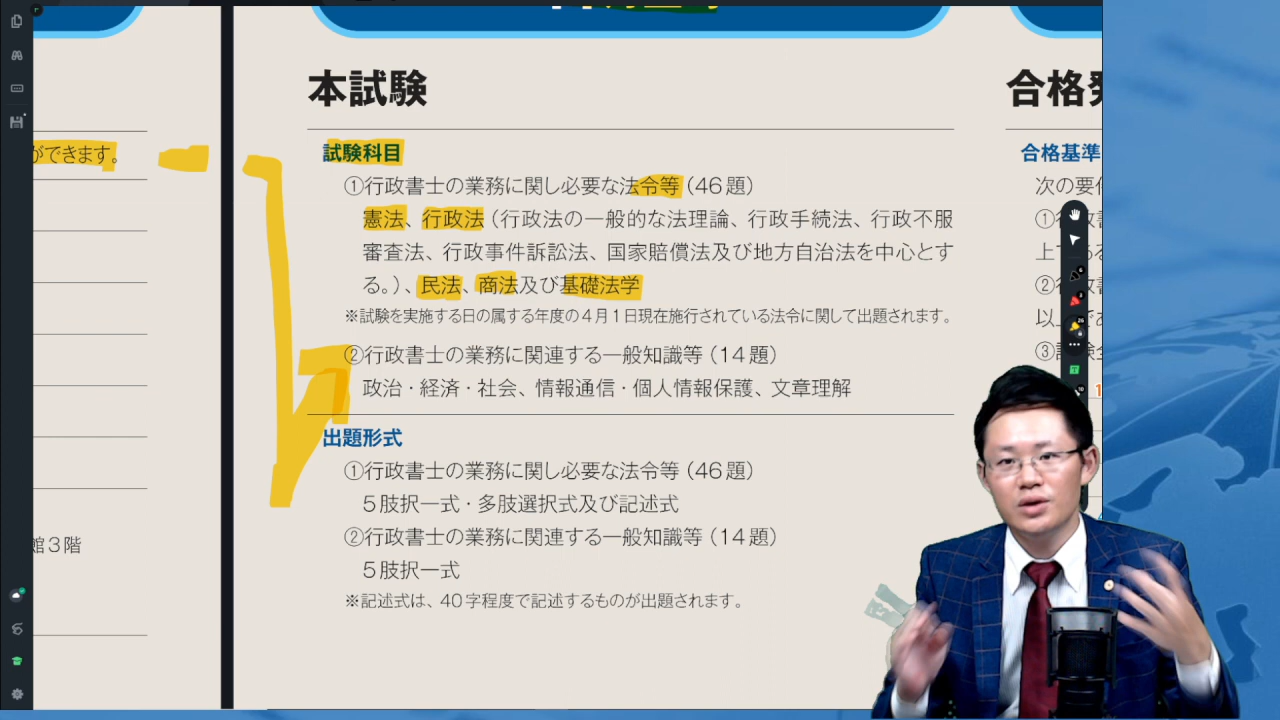 ができます。
館3階
本試験
試験科目
①行政書士の業務に関し必要な法令等（46題）
憲法、行政法（行政法の一般的な法理論、行政手続法、行政不服
審査法、行政事件訴訟法、国家賠償法及び地方自治法を中心とす
る。）、民法、商法及び基礎法学
※試験を実施する日の属する年度の４月１日現在施行されている法令に関して出題されます。
②行政書士の業務に関連する一般知識等（14題）
政治・経済・社会、情報通信・個人情報保護、文章理解
出題形式
①行政書士の業務に関し必要な法令等（46題）
５肢択一式・多肢選択式及び記述式
②行政書士の業務に関連する一般知識等（14題）
５肢択一式
※記述式は、40字程度で記述するものが出題されます。
合格
合格基準
次の要
①
上
②
以
③